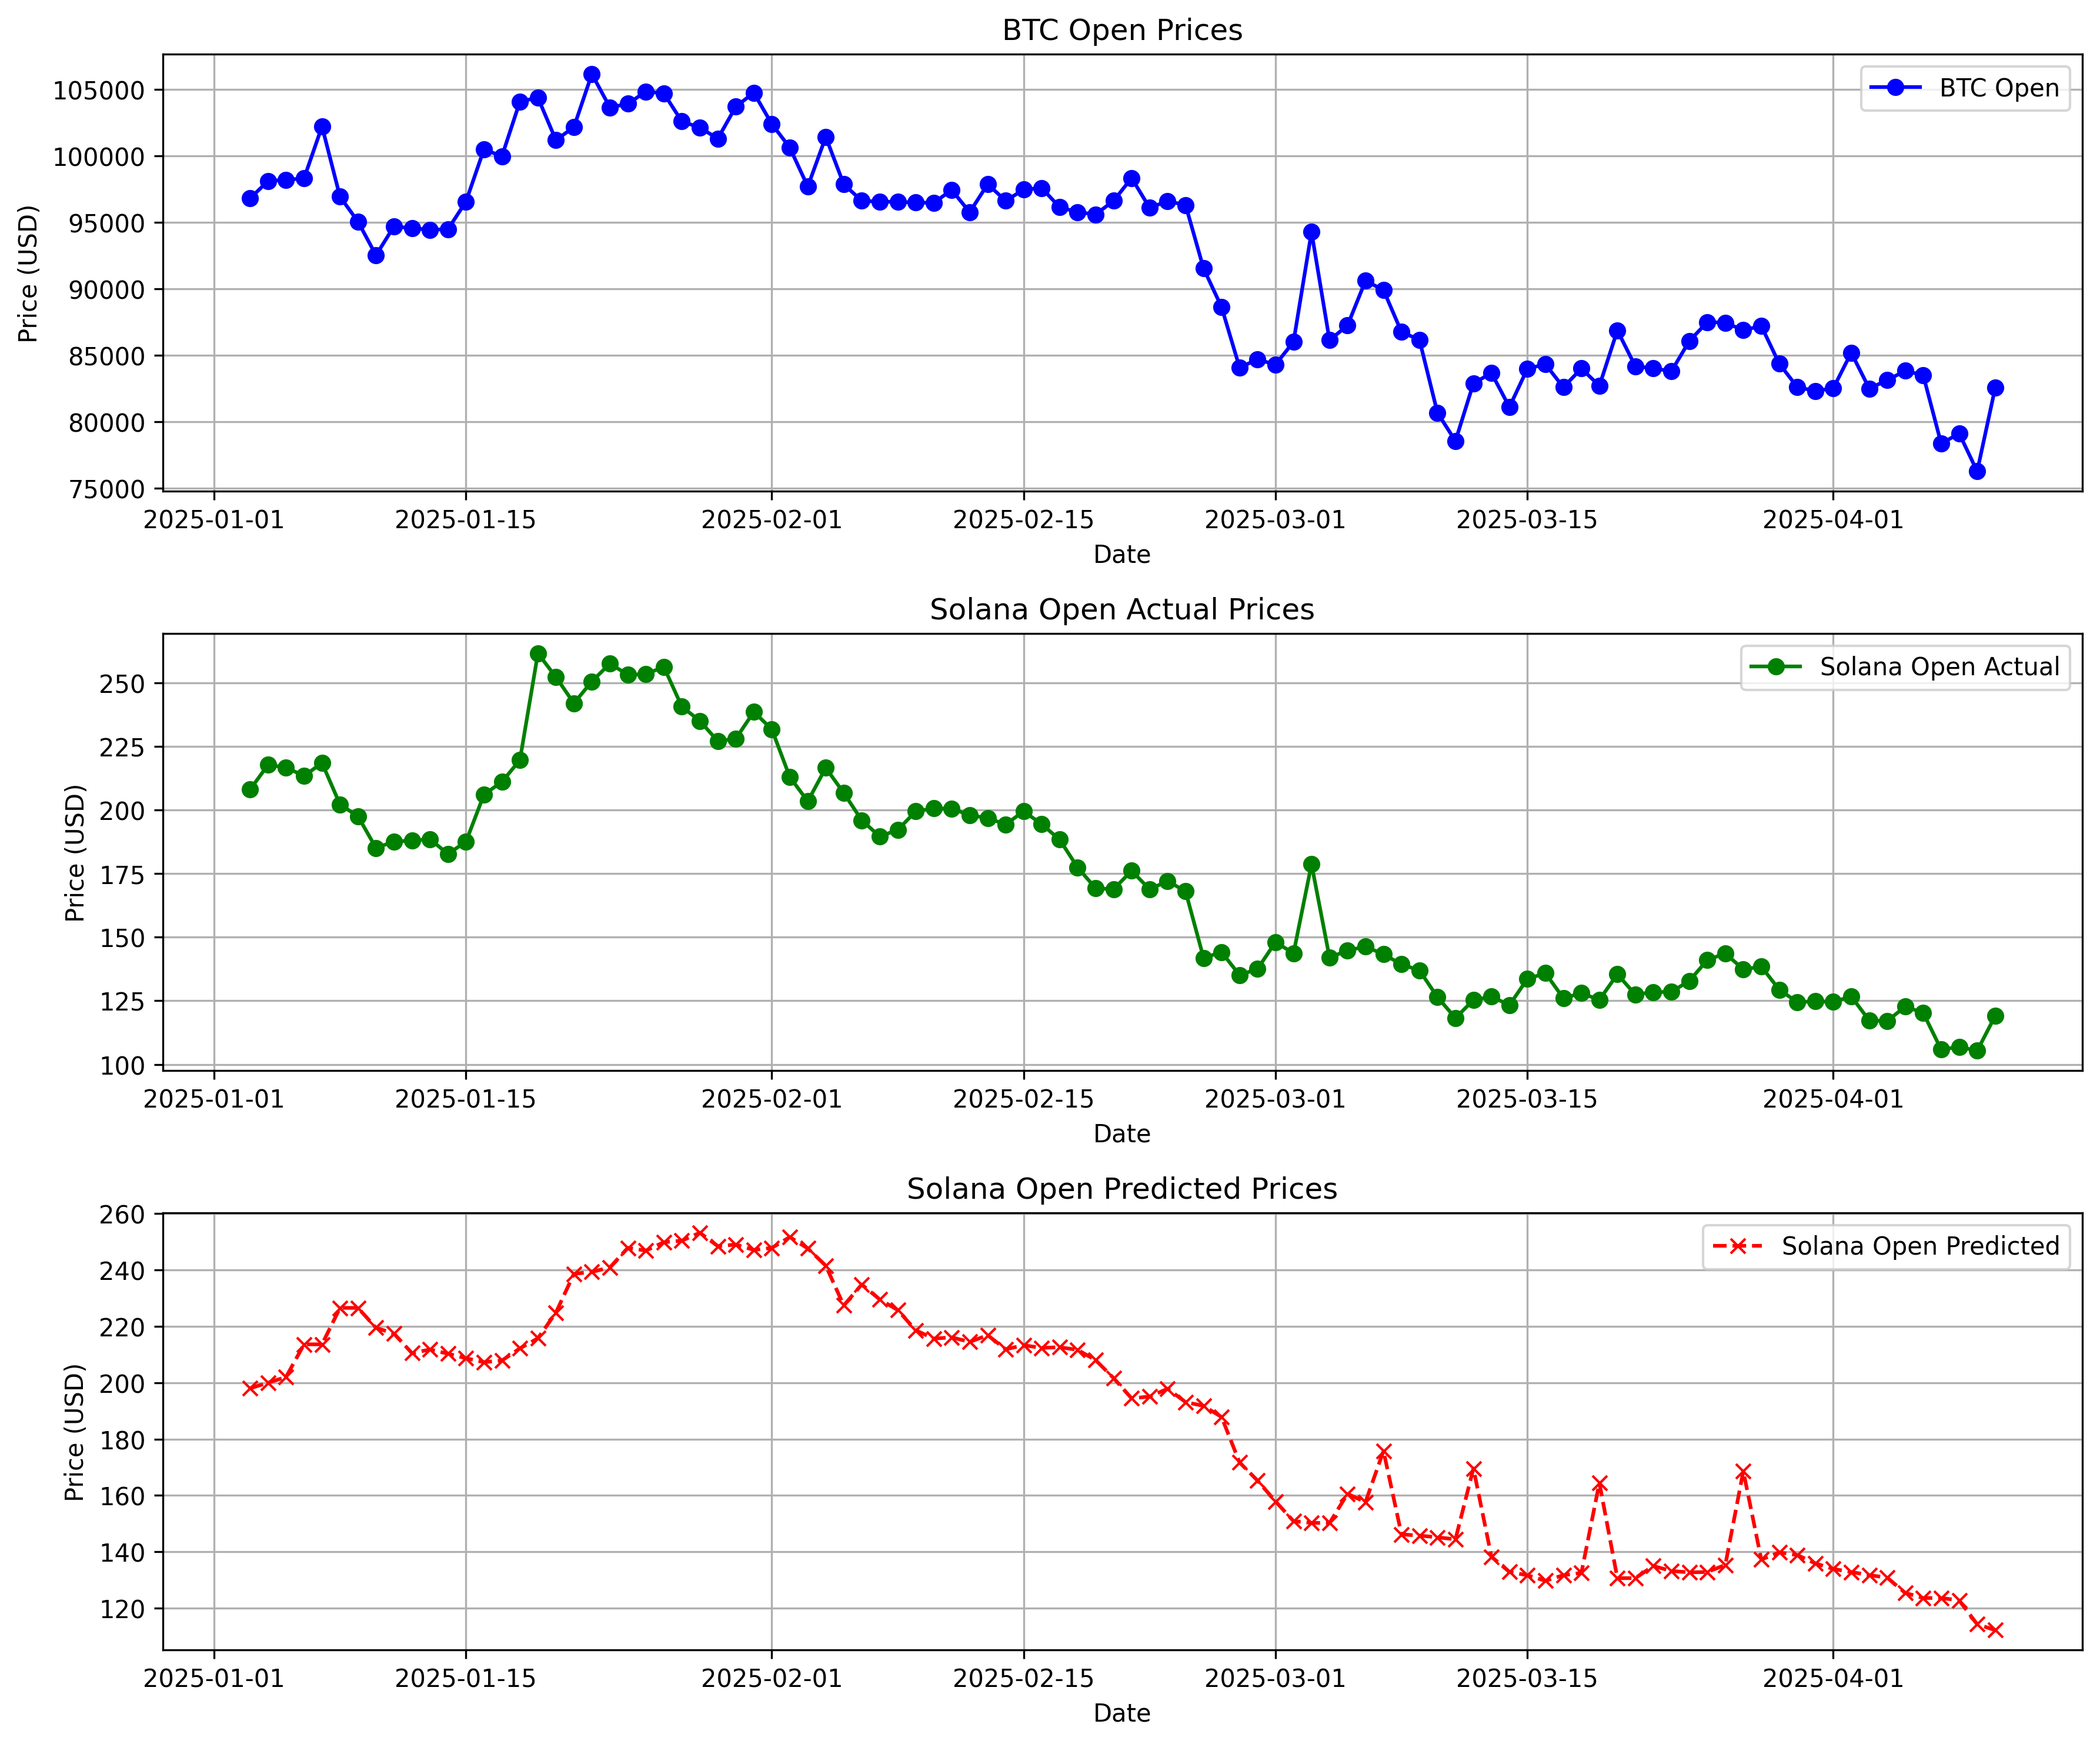 BTC Open Prices
BTC Open
105000
100000
95000
90000
85000
80000
75000
Price (USD)
2025-01-01 2025-01-15 2025-02-01 2025-02-15 2025-03-01 2025-03-15 2025-04-01
Date
Solana Open Actual Prices
Solana Open Actual
250
225
200
175
150
125
100
Price (USD)
2025-01-01 2025-01-15 2025-02-01 2025-02-15 2025-03-01 2025-03-15 2025-04-01
Date
Solana Open Predicted Prices
Solana Open Predicted
260
240
220
200
180
160
140
120
Price (USD)
2025-01-01 2025-01-15 2025-02-01 2025-02-15 2025-03-01 2025-03-15 2025-04-01
Date